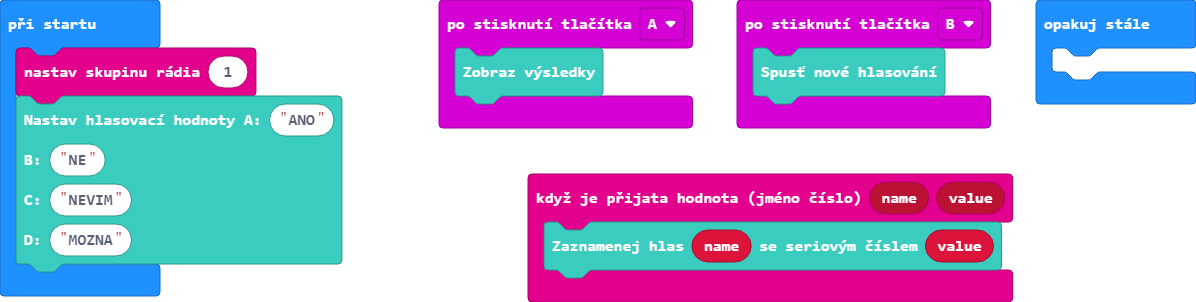 při startu
nastav skupinu rádia 1
Nastav hlasovací hodnoty A: "ANO"
B: "NE"
C: "NEVIM"
D: "MOZNA"
po stisknutí tlačítka A
Zobraz výsledky
po stisknutí tlačítka B
Spusť nové hlasování
opakuj stále
když je přijata hodnota (jméno číslo) name value
Zaznamenej hlas name se seriovým číslem value